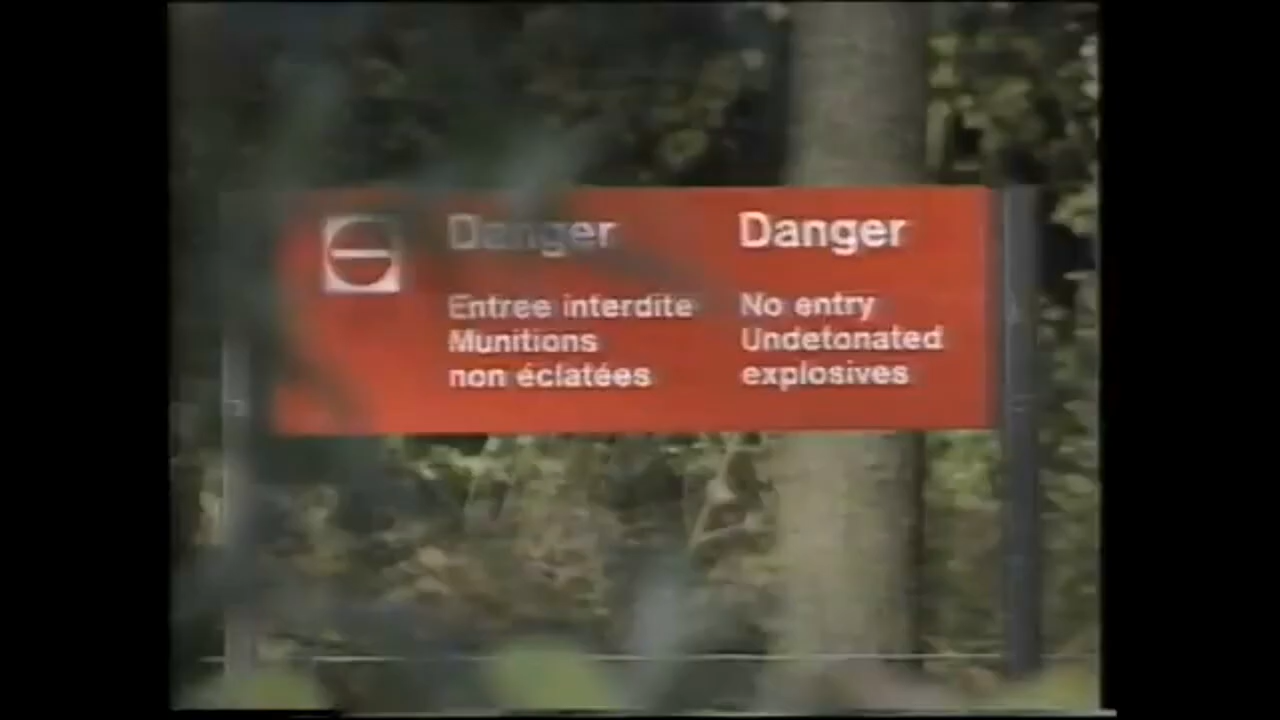 Danger
Entree interdite
Munitions
non éclatées
Danger
No entry
Undetonated
explosives